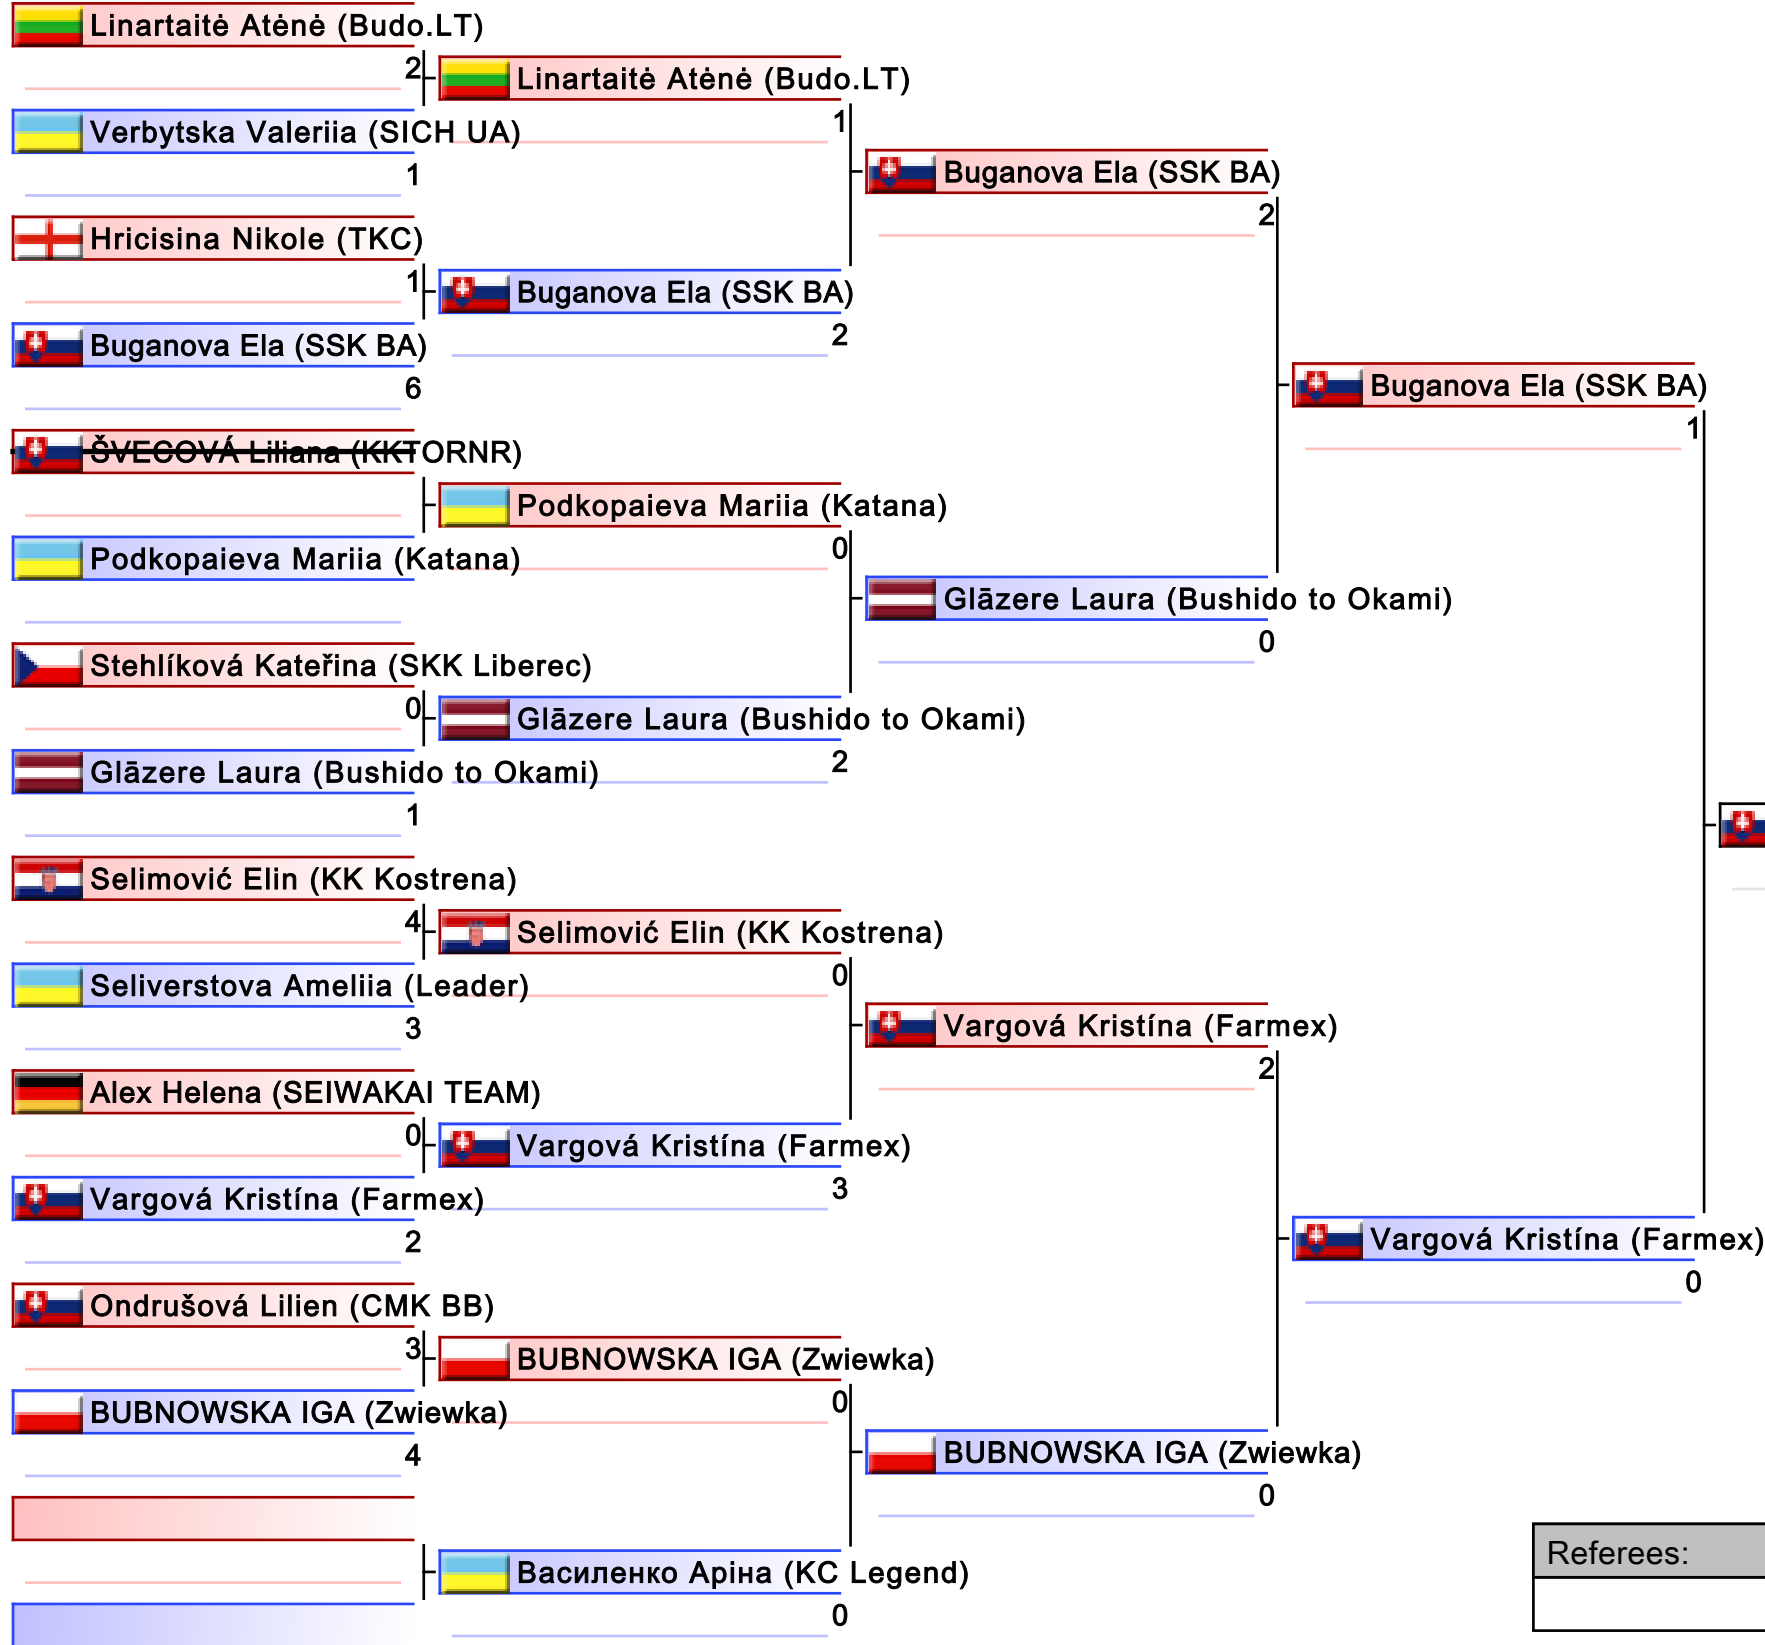 Linartaitė Atėnė (Budo.LT)
2
Verbytska Valeriia (SICH UA)
1
Hricisina Nikole (TKC)
1
Buganova Ela (SSK BA)
6
ŠVECOVÁ Liliana (KKTORNR)
Podkopaieva Mariia (Katana)
Stehlíková Kateřina (SKK Liberec)
0
Glāzere Laura (Bushido to Okami)
1
Selimović Elin (KK Kostrena)
4
Seliverstova Ameliia (Leader)
3
Alex Helena (SEIWAKAI TEAM)
0
Vargová Kristína (Farmex)
2
Ondrušová Lilien (CMK BB)
3
BUBNOWSKA IGA (Zwiewka)
4
Linartaitė Atėnė (Budo.LT)
1
Buganova Ela (SSK BA)
2
Podkopaieva Mariia (Katana)
0
Glāzere Laura (Bushido to Okami)
2
Selimović Elin (KK Kostrena)
0
Vargová Kristína (Farmex)
3
BUBNOWSKA IGA (Zwiewka)
0
Василенко Аріна (KC Legend)
0
Buganova Ela (SSK BA)
2
Glāzere Laura (Bushido to Okami)
0
Vargová Kristína (Farmex)
2
BUBNOWSKA IGA (Zwiewka)
0
Buganova Ela (SSK BA)
1
Vargová Kristína (Farmex)
0
Referees: